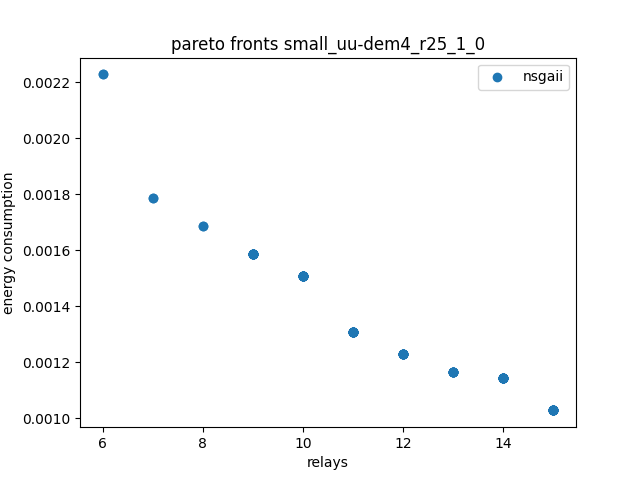 pareto fronts small_uu-dem4_r25_1_0
nsgaii
0.0022
0.0020
0.0018
0.0016
0.0014
0.0012
0.0010
energy consumption
6 8 10 12 14
relays